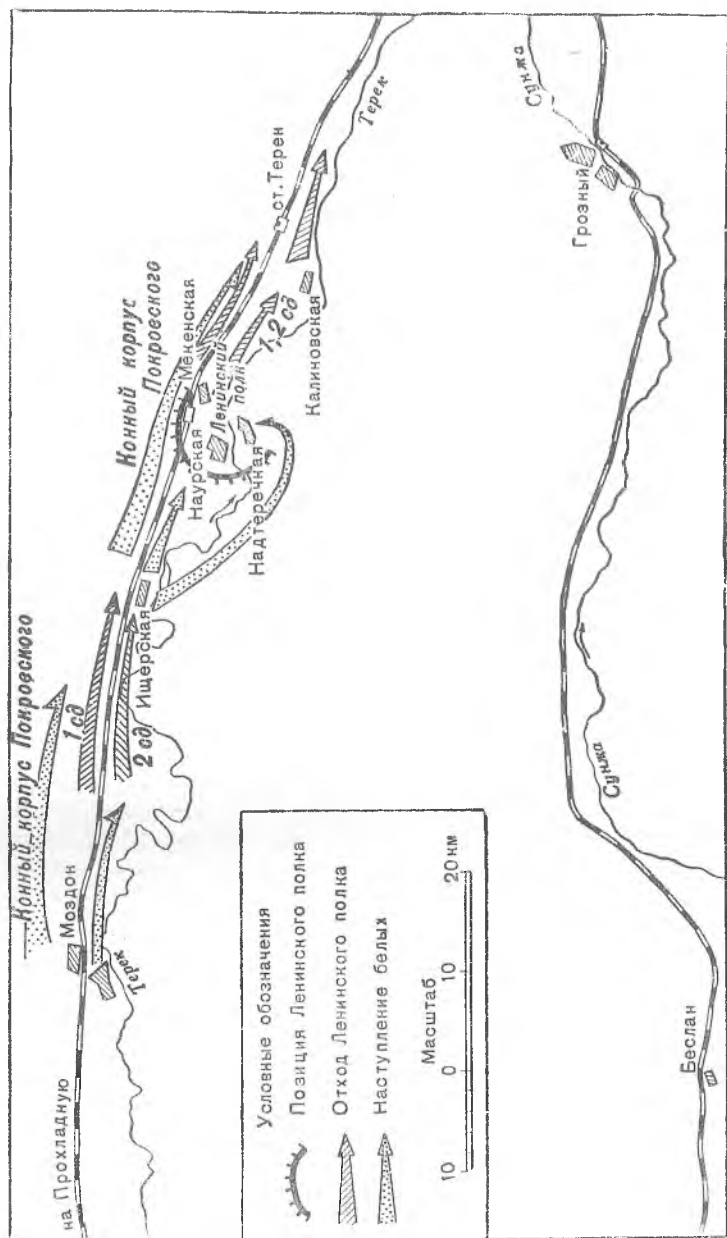 на Прохладную
Моздок
Терек
Конный корпус Покровского
1 сд
2 сд
Ищерская
Конный корпус
Покровского
Наурская
Мекенская
Ленинский
полк
Надтеречная
1, 2 сд
Калиновская
ст. Терек
Терек
Сунжа
Грозный
Сунжа
Беслан
Условные обозначения
Позиция Ленинского полка
Отход Ленинского полка
Наступление белых
Масштаб
10 0 10 20 км